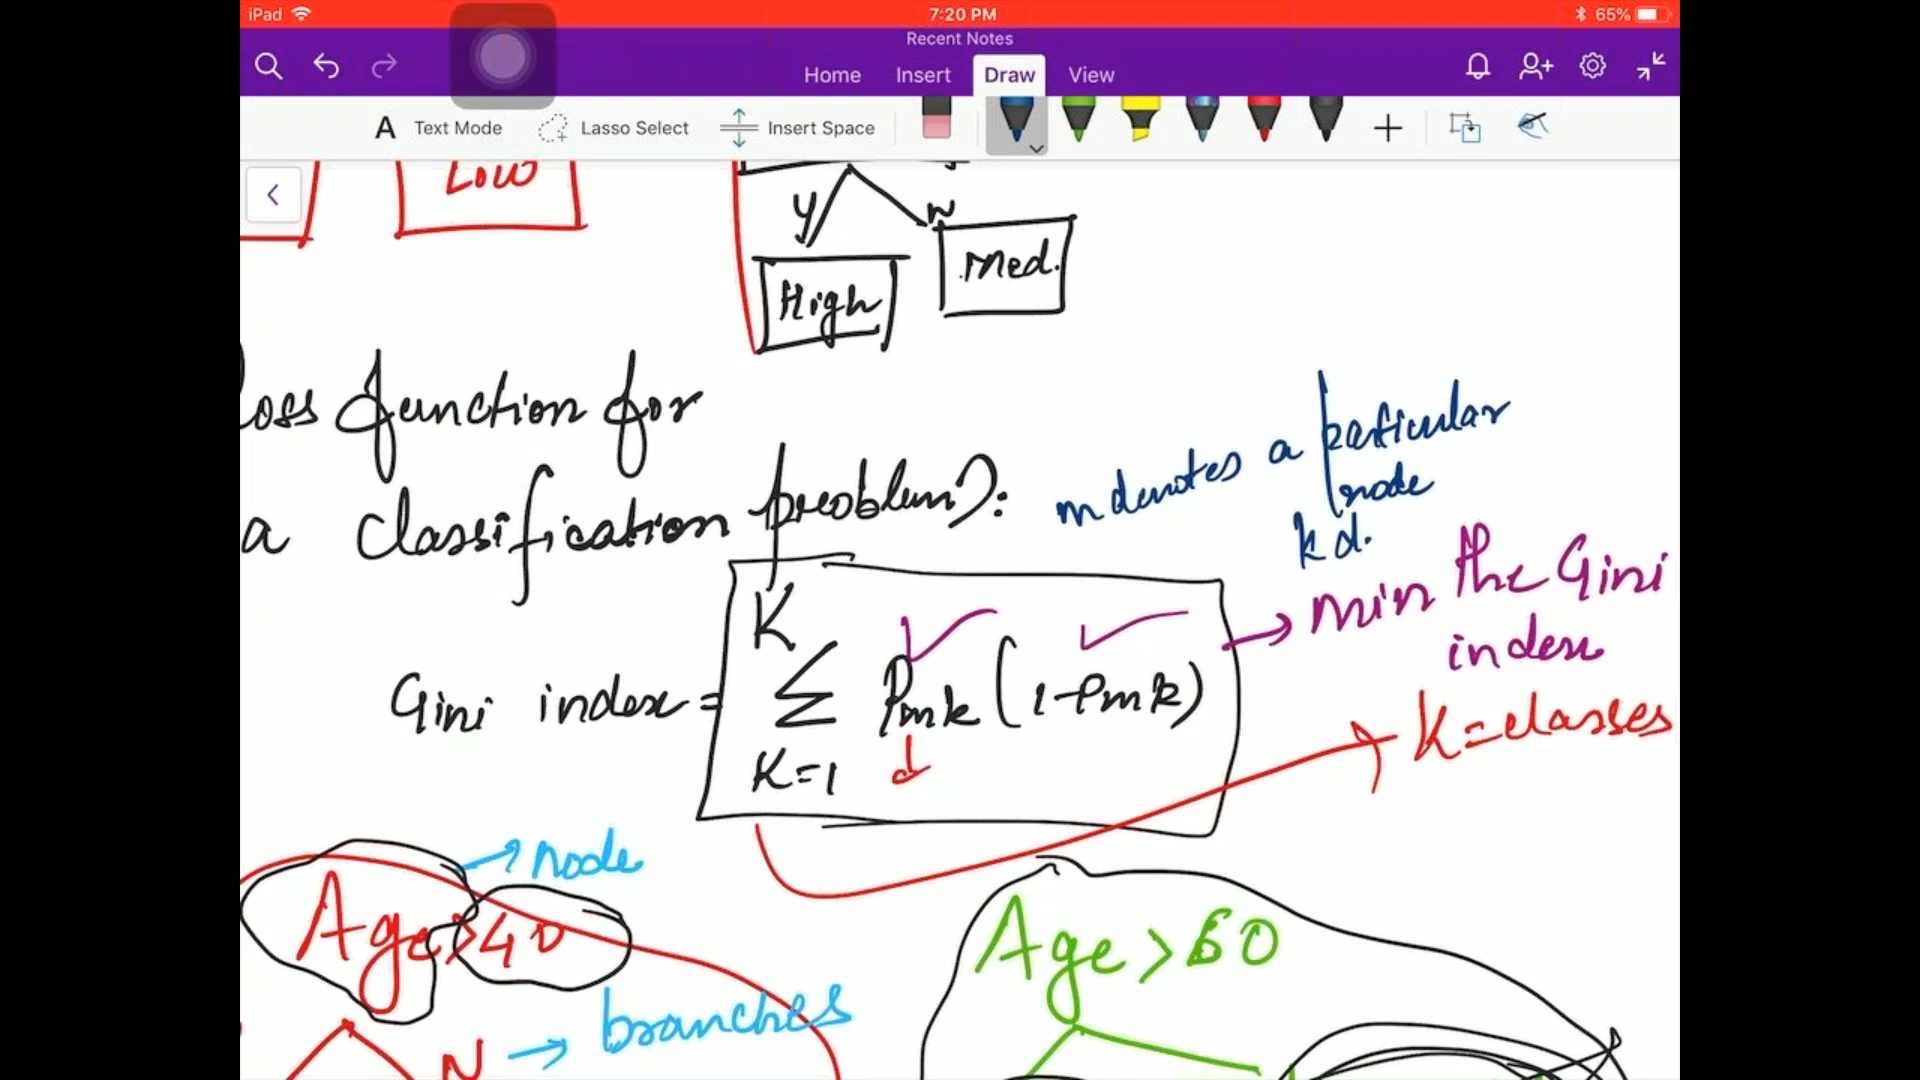 iPad 7:20 PM 65%
Recent Notes
Home Insert Draw View
A Text Mode Lasso Select Insert Space
Low
Y N
High Med.
loss function for
a classification problem):
m denotes a particular
node
k d.
Gini index = K Σ K=1 Pmk (1-Pmk)
d
→ Min the Gini
index
K=classes
Age>40 → node
N → branches
Age>60